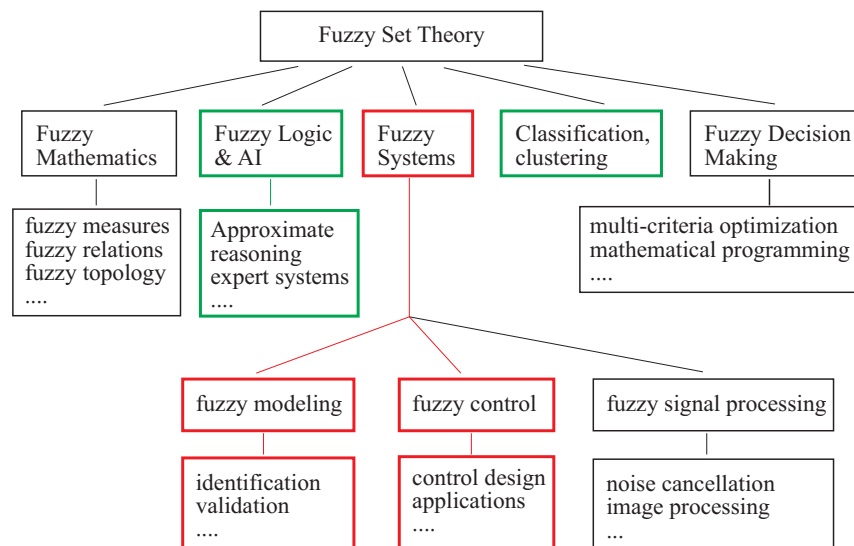 Fuzzy Set Theory
Fuzzy
Mathematics
Fuzzy Logic
& AI
Fuzzy
Systems
Classification,
clustering
Fuzzy Decision
Making
fuzzy measures
fuzzy relations
fuzzy topology
....
Approximate
reasoning
expert systems
....
multi-criteria optimization
mathematical programming
....
fuzzy modeling
fuzzy control
fuzzy signal processing
identification
validation
....
control design
applications
....
noise cancellation
image processing
...